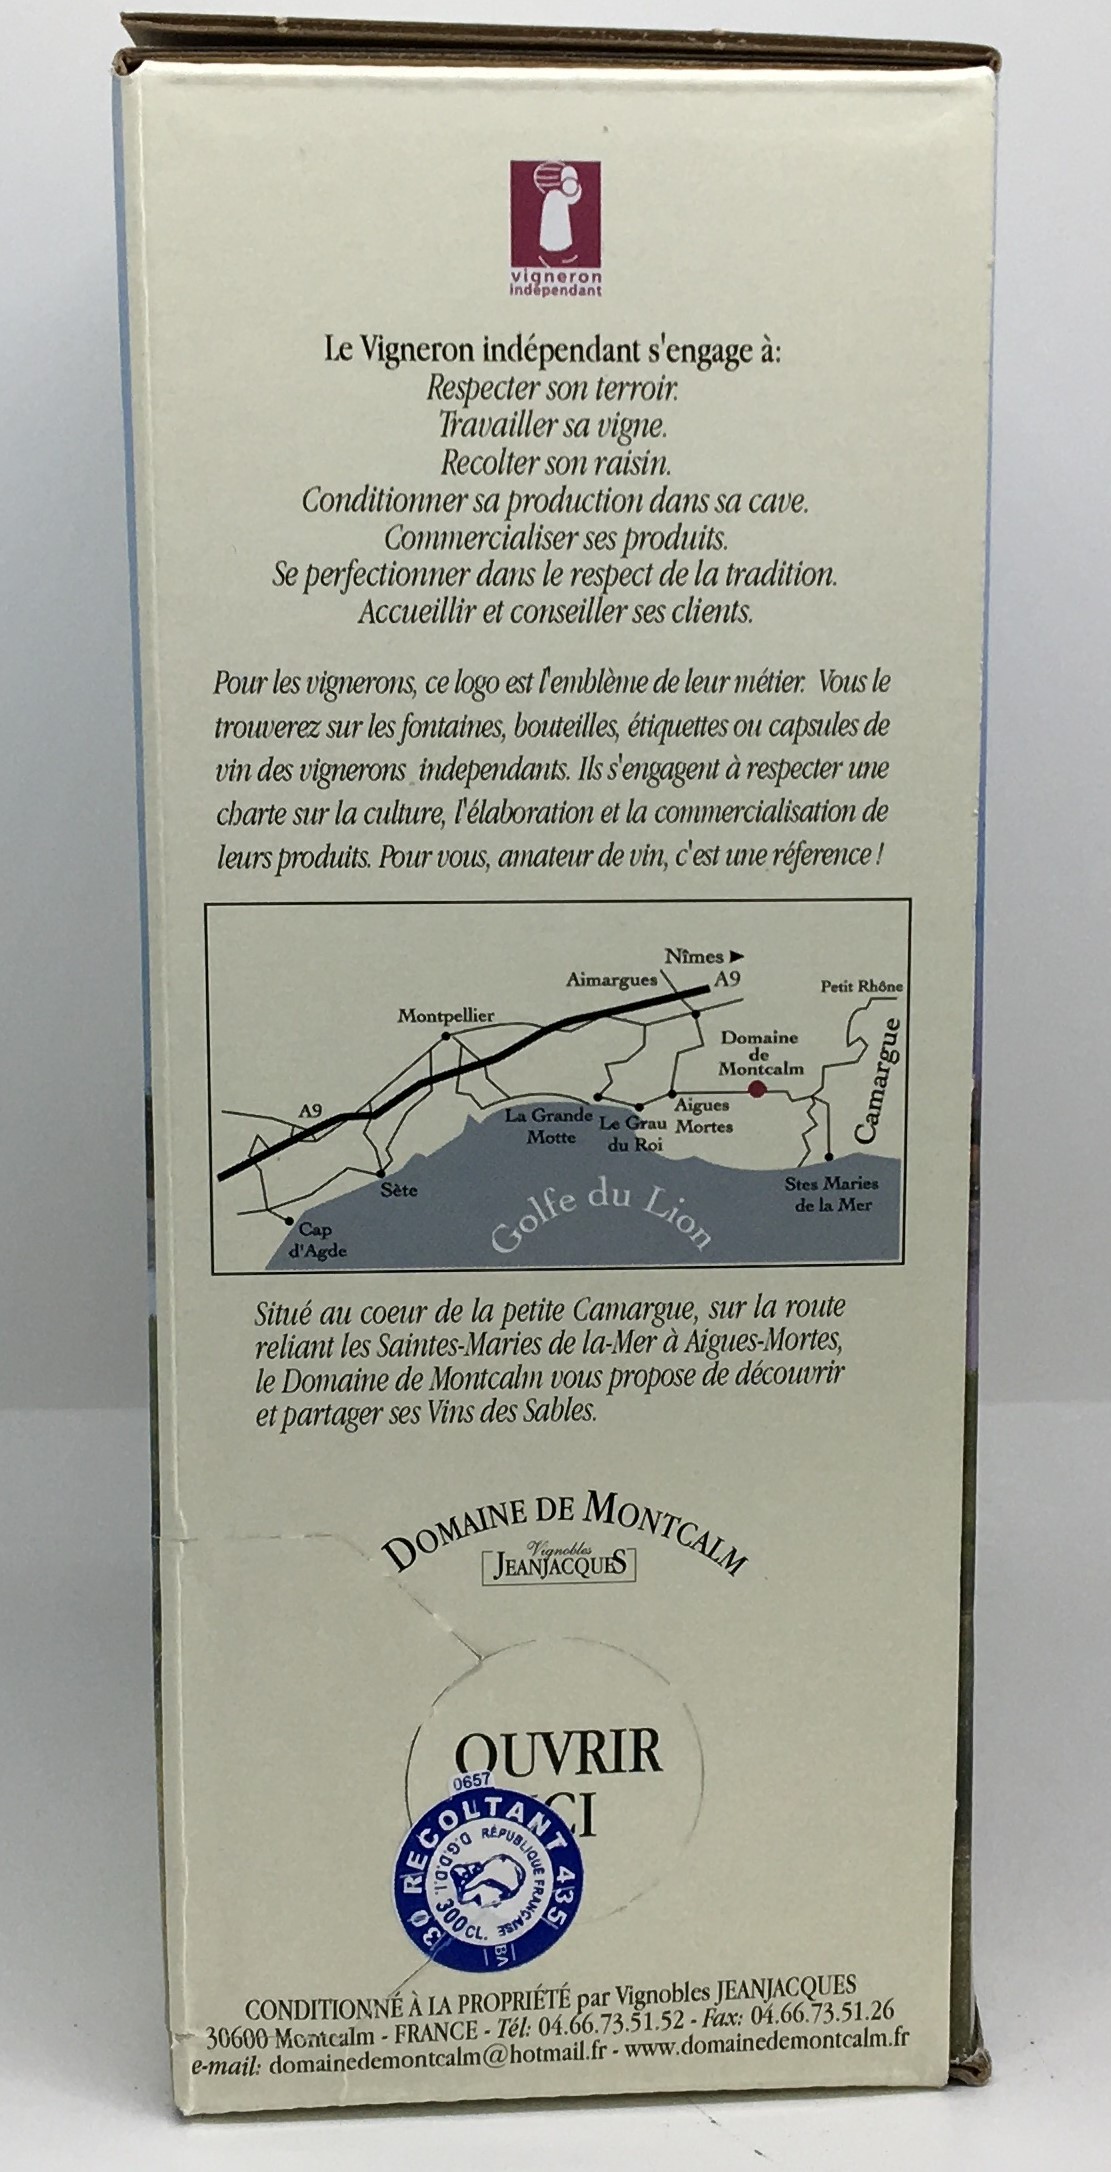 vigneron
indépendant
Le Vigneron indépendant s'engage à:
Respecter son terroir.
Travailler sa vigne.
Recolter son raisin.
Conditionner sa production dans sa cave.
Commercialiser ses produits.
Se perfectionner dans le respect de la tradition.
Accueillir et conseiller ses clients.
Pour les vignerons, ce logo est l'emblème de leur métier. Vous le
trouverez sur les fontaines, bouteilles, étiquettes ou capsules de
vin des vignerons independants. Ils s'engagent à respecter une
charte sur la culture, l'élaboration et la commercialisation de
leurs produits. Pour vous, amateur de vin, c'est une réference !
Nîmes ►
Aimargues
A9
Petit Rhône
Montpellier
Domaine
de
Montcalm
Camargue
A9
La Grande
Motte
Le Grau
du Roi
Aigues
Mortes
Sète
Stes Maries
de la Mer
Golfe du Lion
Cap
d'Agde
Situé au coeur de la petite Camargue, sur la route
reliant les Saintes-Maries de la-Mer à Aigues-Mortes,
le Domaine de Montcalm vous propose de découvrir
et partager ses Vins des Sables.
DOMAINE DE MONTCALM
Vignobles
JEANJACQUES
OUVRIR
CI
0657
30 RECOLTANT 435
D.G.D.D.I. RÉPUBLIQUE FRANÇAISE
300CL.
BA
CONDITIONNÉ À LA PROPRIÉTÉ par Vignobles JEANJACQUES
30600 Montcalm - FRANCE - Tél: 04.66.73.51.52 - Fax: 04.66.73.51.26
e-mail: domainedemontcalm@hotmail.fr - www.domainedemontcalm.fr